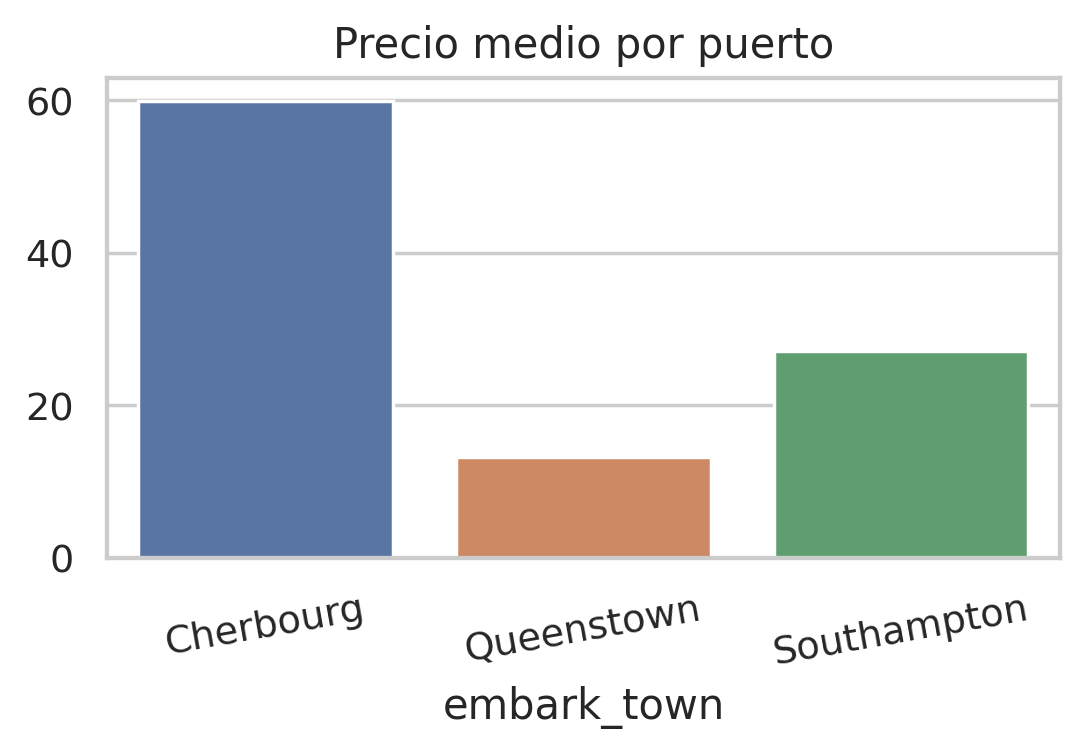 Precio medio por puerto
60
40
20
0
Cherbourg
Queenstown
Southampton
embark_town